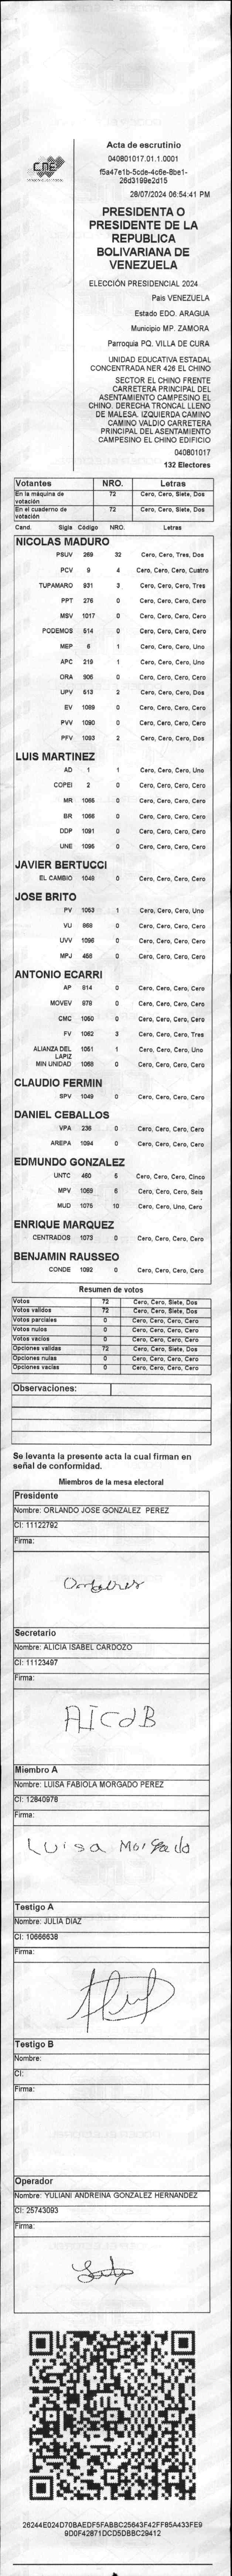 CNE
Acta de escrutinio
040801017.01.1.0001
f5a47e1b-5cde-4c6e-8be1-
26d3199e2d15
28/07/2024 06:54:41 PM
PRESIDENTA O
PRESIDENTE DE LA
REPUBLICA
BOLIVARIANA DE
VENEZUELA
ELECCIÓN PRESIDENCIAL 2024
Pais VENEZUELA
Estado EDO. ARAGUA
Municipio MP. ZAMORA
Parroquia PQ. VILLA DE CURA
UNIDAD EDUCATIVA ESTADAL
CONCENTRADA NER 426 EL CHINO
SECTOR EL CHINO FRENTE
CARRETERA PRINCIPAL DEL
ASENTAMIENTO CAMPESINO EL
CHINO. DERECHA TRONCAL LLENO
DE MALESA. IZQUIERDA CAMINO
CAMINO VALDIO CARRETERA
PRINCIPAL DEL ASENTAMIENTO
CAMPESINO EL CHINO EDIFICIO
040801017
132 Electores
Votantes NRO. Letras
En la máquina de votación 72 Cero, Cero, Siete, Dos
En el cuaderno de votación 72 Cero, Cero, Siete, Dos
Cand. Sigla Código NRO. Letras
NICOLAS MADURO
PSUV 269 32 Cero, Cero, Tres, Dos
PCV 9 4 Cero, Cero, Cero, Cuatro
TUPAMARO 931 3 Cero, Cero, Cero, Tres
PPT 276 0 Cero, Cero, Cero, Cero
MSV 1017 0 Cero, Cero, Cero, Cero
PODEMOS 514 0 Cero, Cero, Cero, Cero
MEP 6 1 Cero, Cero, Cero, Uno
APC 219 1 Cero, Cero, Cero, Uno
ORA 906 0 Cero, Cero, Cero, Cero
UPV 513 2 Cero, Cero, Cero, Dos
EV 1089 0 Cero, Cero, Cero, Cero
PVV 1090 0 Cero, Cero, Cero, Cero
PFV 1093 2 Cero, Cero, Cero, Dos
LUIS MARTINEZ
AD 1 1 Cero, Cero, Cero, Uno
COPEI 2 0 Cero, Cero, Cero, Cero
MR 1065 0 Cero, Cero, Cero, Cero
BR 1066 0 Cero, Cero, Cero, Cero
DDP 1091 0 Cero, Cero, Cero, Cero
UNE 1095 0 Cero, Cero, Cero, Cero
JAVIER BERTUCCI
EL CAMBIO 1048 0 Cero, Cero, Cero, Cero
JOSE BRITO
PV 1053 1 Cero, Cero, Cero, Uno
VU 868 0 Cero, Cero, Cero, Cero
UVV 1096 0 Cero, Cero, Cero, Cero
MPJ 458 0 Cero, Cero, Cero, Cero
ANTONIO ECARRI
AP 814 0 Cero, Cero, Cero, Cero
MOVEV 978 0 Cero, Cero, Cero, Cero
CMC 1050 0 Cero, Cero, Cero, Cero
FV 1062 3 Cero, Cero, Cero, Tres
ALIANZA DEL LAPIZ 1051 1 Cero, Cero, Cero, Uno
MIN UNIDAD 1068 0 Cero, Cero, Cero, Cero
CLAUDIO FERMIN
SPV 1049 0 Cero, Cero, Cero, Cero
DANIEL CEBALLOS
VPA 236 0 Cero, Cero, Cero, Cero
AREPA 1094 0 Cero, Cero, Cero, Cero
EDMUNDO GONZALEZ
UNTC 460 5 Cero, Cero, Cero, Cinco
MPV 1069 6 Cero, Cero, Cero, Seis
MUD 1075 10 Cero, Cero, Uno, Cero
ENRIQUE MARQUEZ
CENTRADOS 1073 0 Cero, Cero, Cero, Cero
BENJAMIN RAUSSEO
CONDE 1092 0 Cero, Cero, Cero, Cero
Resumen de votos
Votos 72 Cero, Cero, Siete, Dos
Votos validos 72 Cero, Cero, Siete, Dos
Votos parciales 0 Cero, Cero, Cero, Cero
Votos nulos 0 Cero, Cero, Cero, Cero
Votos vacios 0 Cero, Cero, Cero, Cero
Opciones validas 72 Cero, Cero, Siete, Dos
Opciones nulas 0 Cero, Cero, Cero, Cero
Opciones vacias 0 Cero, Cero, Cero, Cero
Observaciones:
Se levanta la presente acta la cual firman en
señal de conformidad.
Miembros de la mesa electoral
Presidente
Nombre: ORLANDO JOSE GONZALEZ PEREZ
CI: 11122792
Firma:
Secretario
Nombre: ALICIA ISABEL CARDOZO
CI: 11123497
Firma:
AICdB
Miembro A
Nombre: LUISA FABIOLA MORGADO PEREZ
CI: 12840978
Firma:
Luisa Morgado
Testigo A
Nombre: JULIA DIAZ
CI: 10666638
Firma:
Testigo B
Nombre:
CI:
Firma:
Operador
Nombre: YULIANI ANDREINA GONZALEZ HERNANDEZ
CI: 25743093
Firma:
26244E024D70BAEDF5FABBC25643F42FF85A433FE9
9D0F42871DCD5DBBC29412